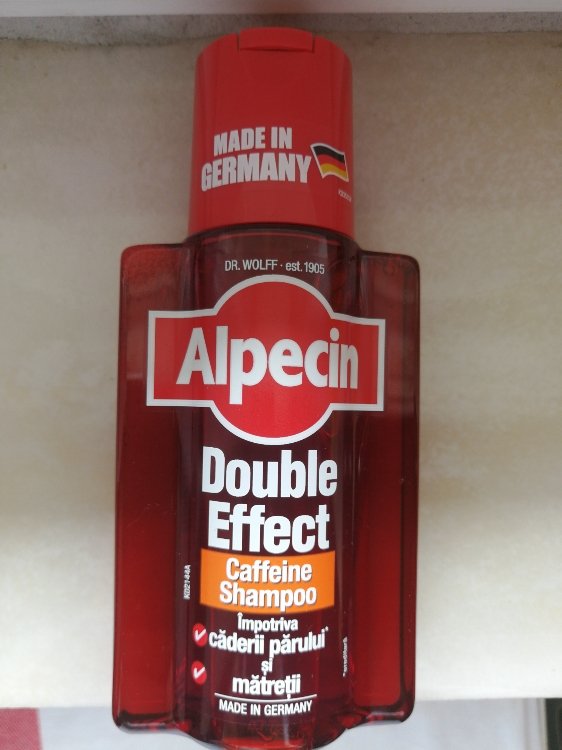 MADE IN
GERMANY
DR. WOLFF · est. 1905
Alpecin
Double
Effect
Caffeine
Shampoo
Împotriva
căderii părului*
și
mătreții
MADE IN GERMANY
*ereditară